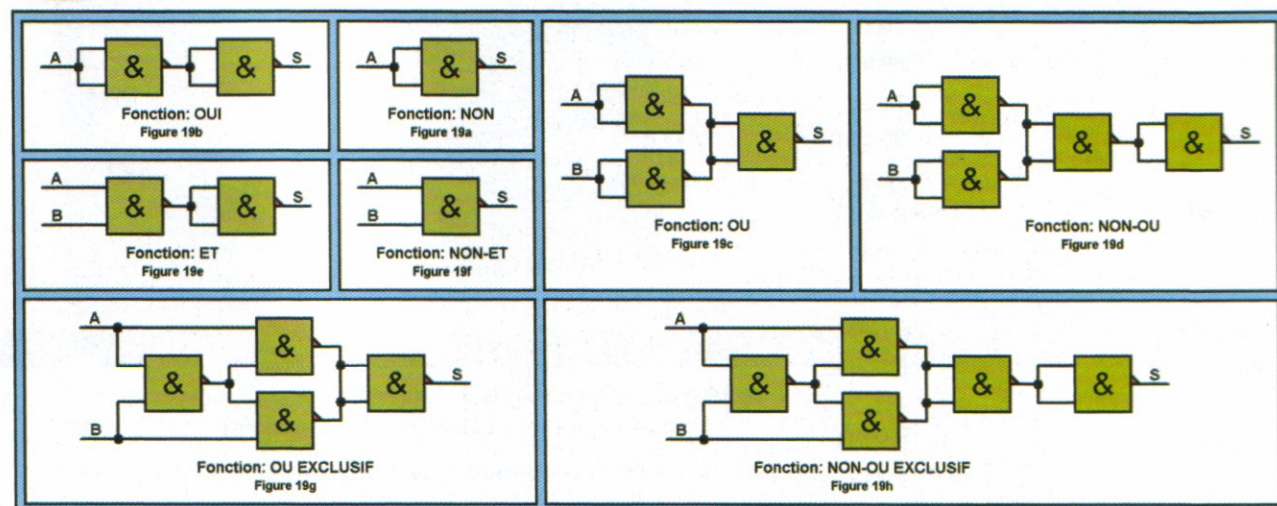 A
&
&
S
Fonction: OUI
Figure 19b
A
&
S
Fonction: NON
Figure 19a
A
B
&
&
&
S
Fonction: OU
Figure 19c
A
B
&
&
&
&
S
Fonction: NON-OU
Figure 19d
A
B
&
&
S
Fonction: ET
Figure 19e
A
B
&
S
Fonction: NON-ET
Figure 19f
A
B
&
&
&
&
S
Fonction: OU EXCLUSIF
Figure 19g
A
B
&
&
&
&
&
S
Fonction: NON-OU EXCLUSIF
Figure 19h